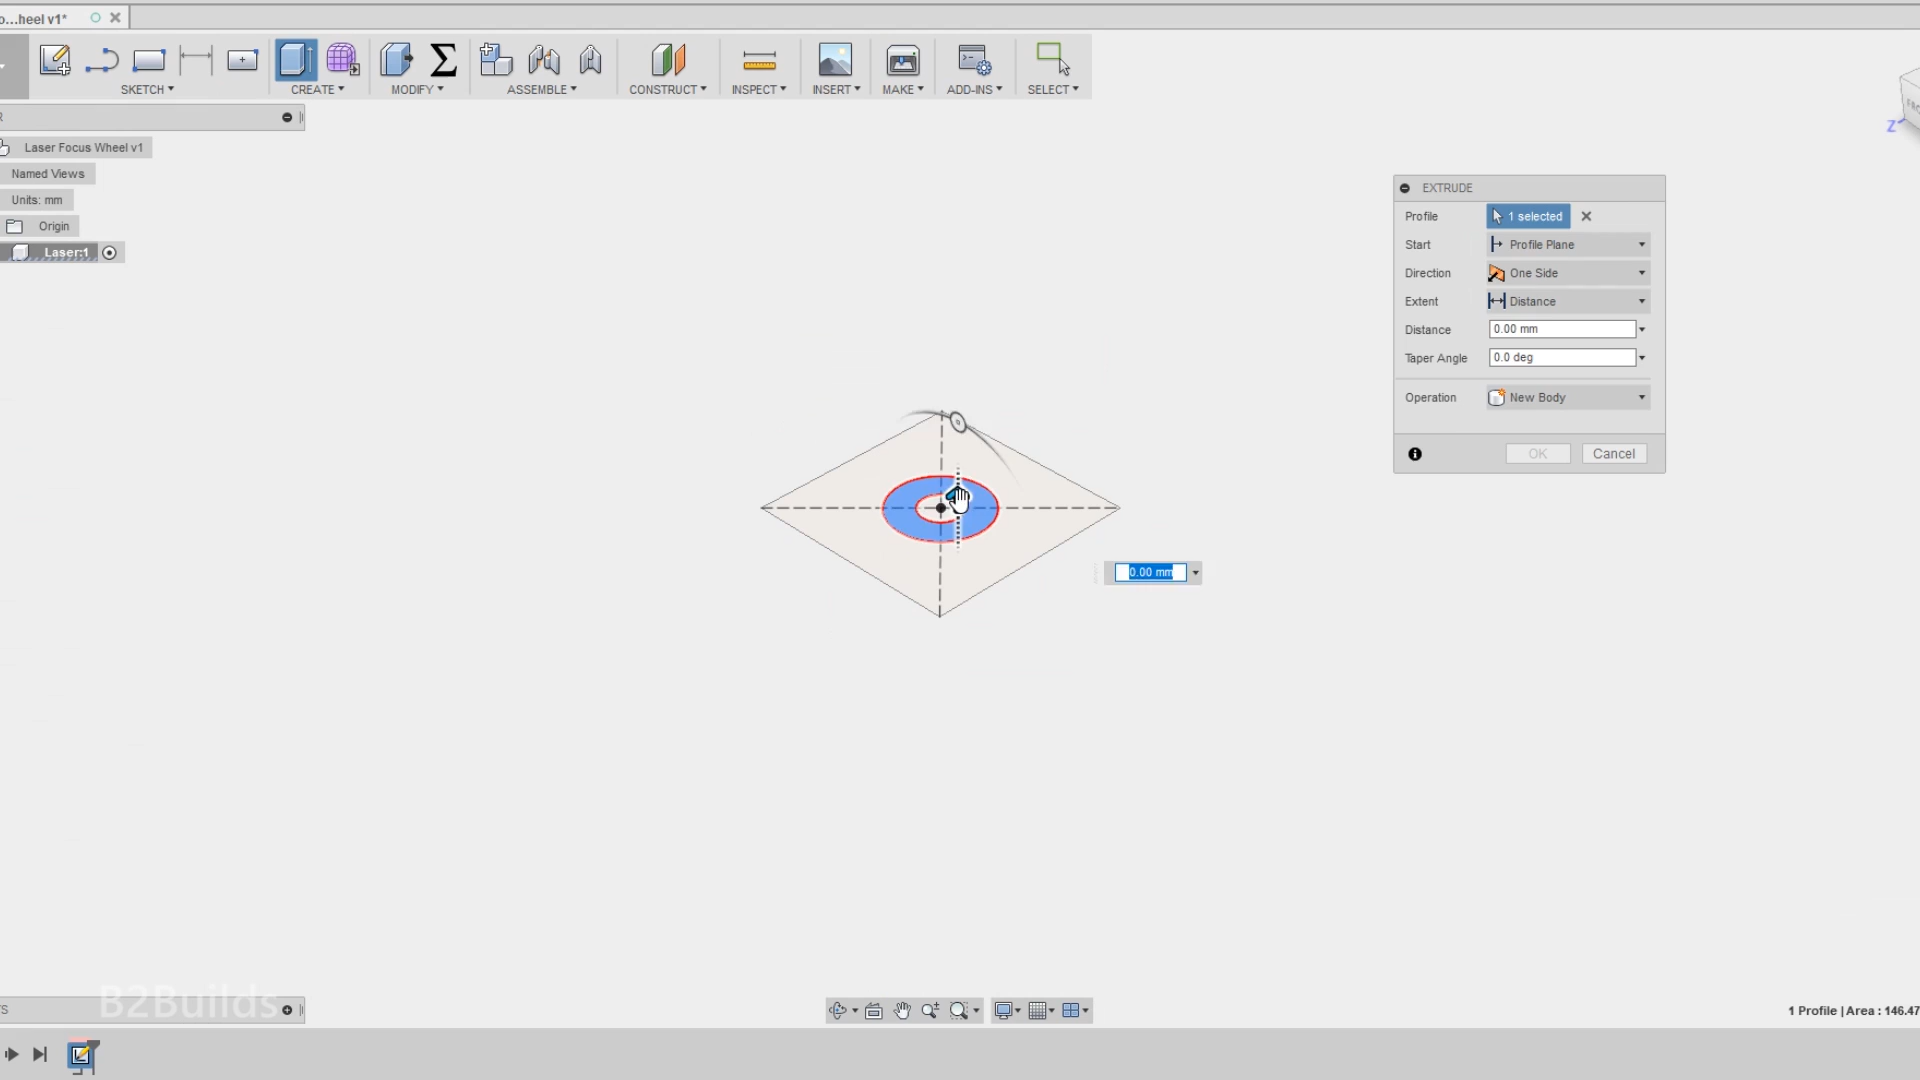 o...heel v1*
SKETCH
CREATE
MODIFY
ASSEMBLE
CONSTRUCT
INSPECT
INSERT
MAKE
ADD-INS
SELECT
R
Laser Focus Wheel v1
Named Views
Units: mm
Origin
Laser:1
Z
EXTRUDE
Profile 1 selected
Start Profile Plane
Direction One Side
Extent Distance
Distance 0.00 mm
Taper Angle 0.0 deg
Operation New Body
OK Cancel
0.00 mm
B2Builds
1 Profile | Area : 146.47